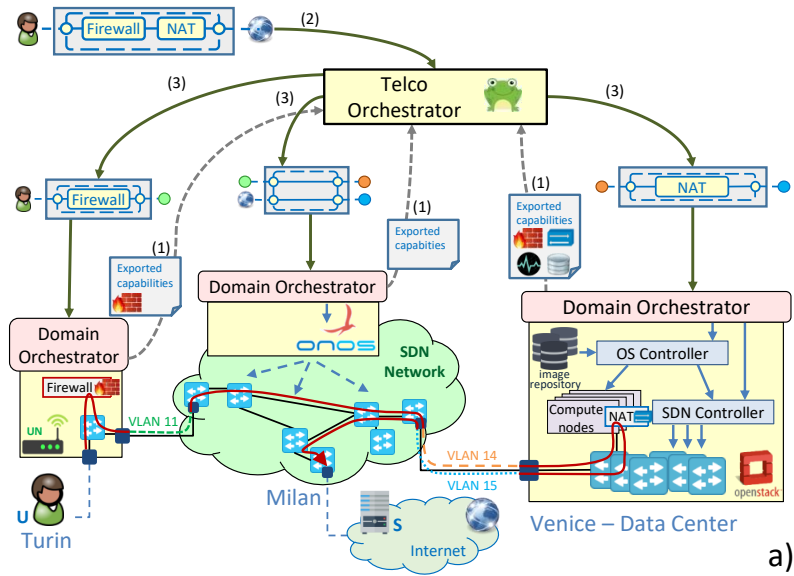 Firewall NAT
(2)
(3)
(3)
(3)
Telco
Orchestrator
Firewall
NAT
(1)
(1)
(1)
Exported
capabilities
Exported
capabities
Exported
capabilities
Domain Orchestrator
Domain Orchestrator
Domain
Orchestrator
onos
SDN
Network
OS Controller
image
repository
Firewall
Compute
nodes
NAT
SDN Controller
UN
VLAN 11
VLAN 14
VLAN 15
openstack
U
Turin
Milan
S
Internet
Venice – Data Center
a)